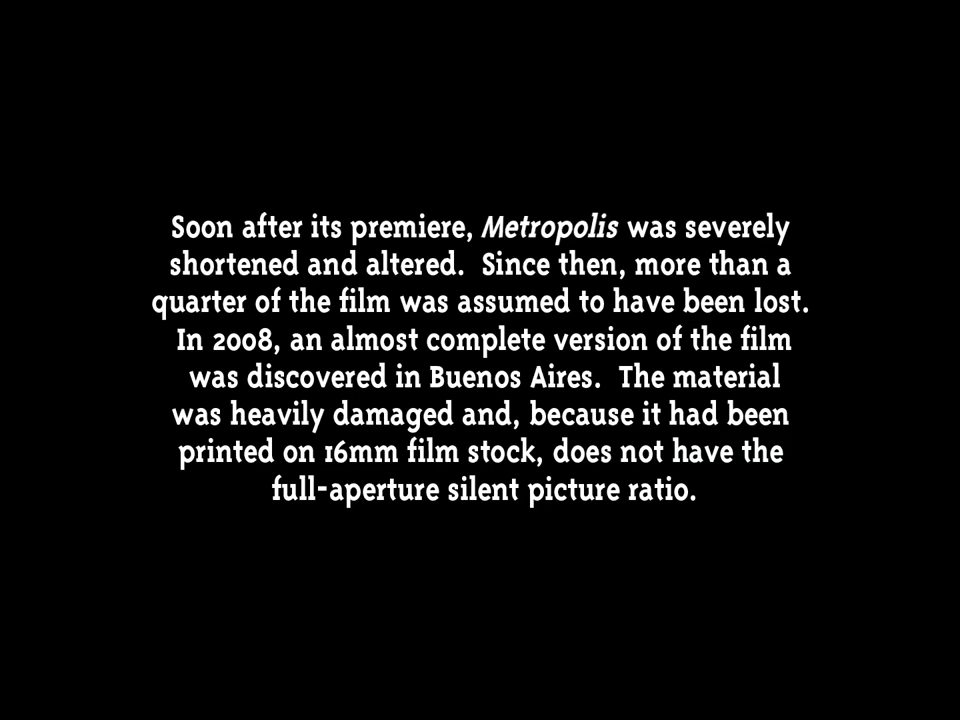 Soon after its premiere, Metropolis was severely
shortened and altered.  Since then, more than a
quarter of the film was assumed to have been lost.
In 2008, an almost complete version of the film
was discovered in Buenos Aires.  The material
was heavily damaged and, because it had been
printed on 16mm film stock, does not have the
full-aperture silent picture ratio.